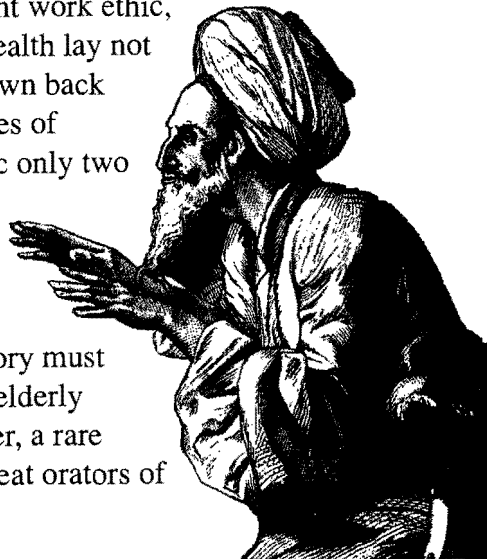 nt work ethic,
ealth lay not
wn back
es of
c only two
ory must
elderly
er, a rare
eat orators of